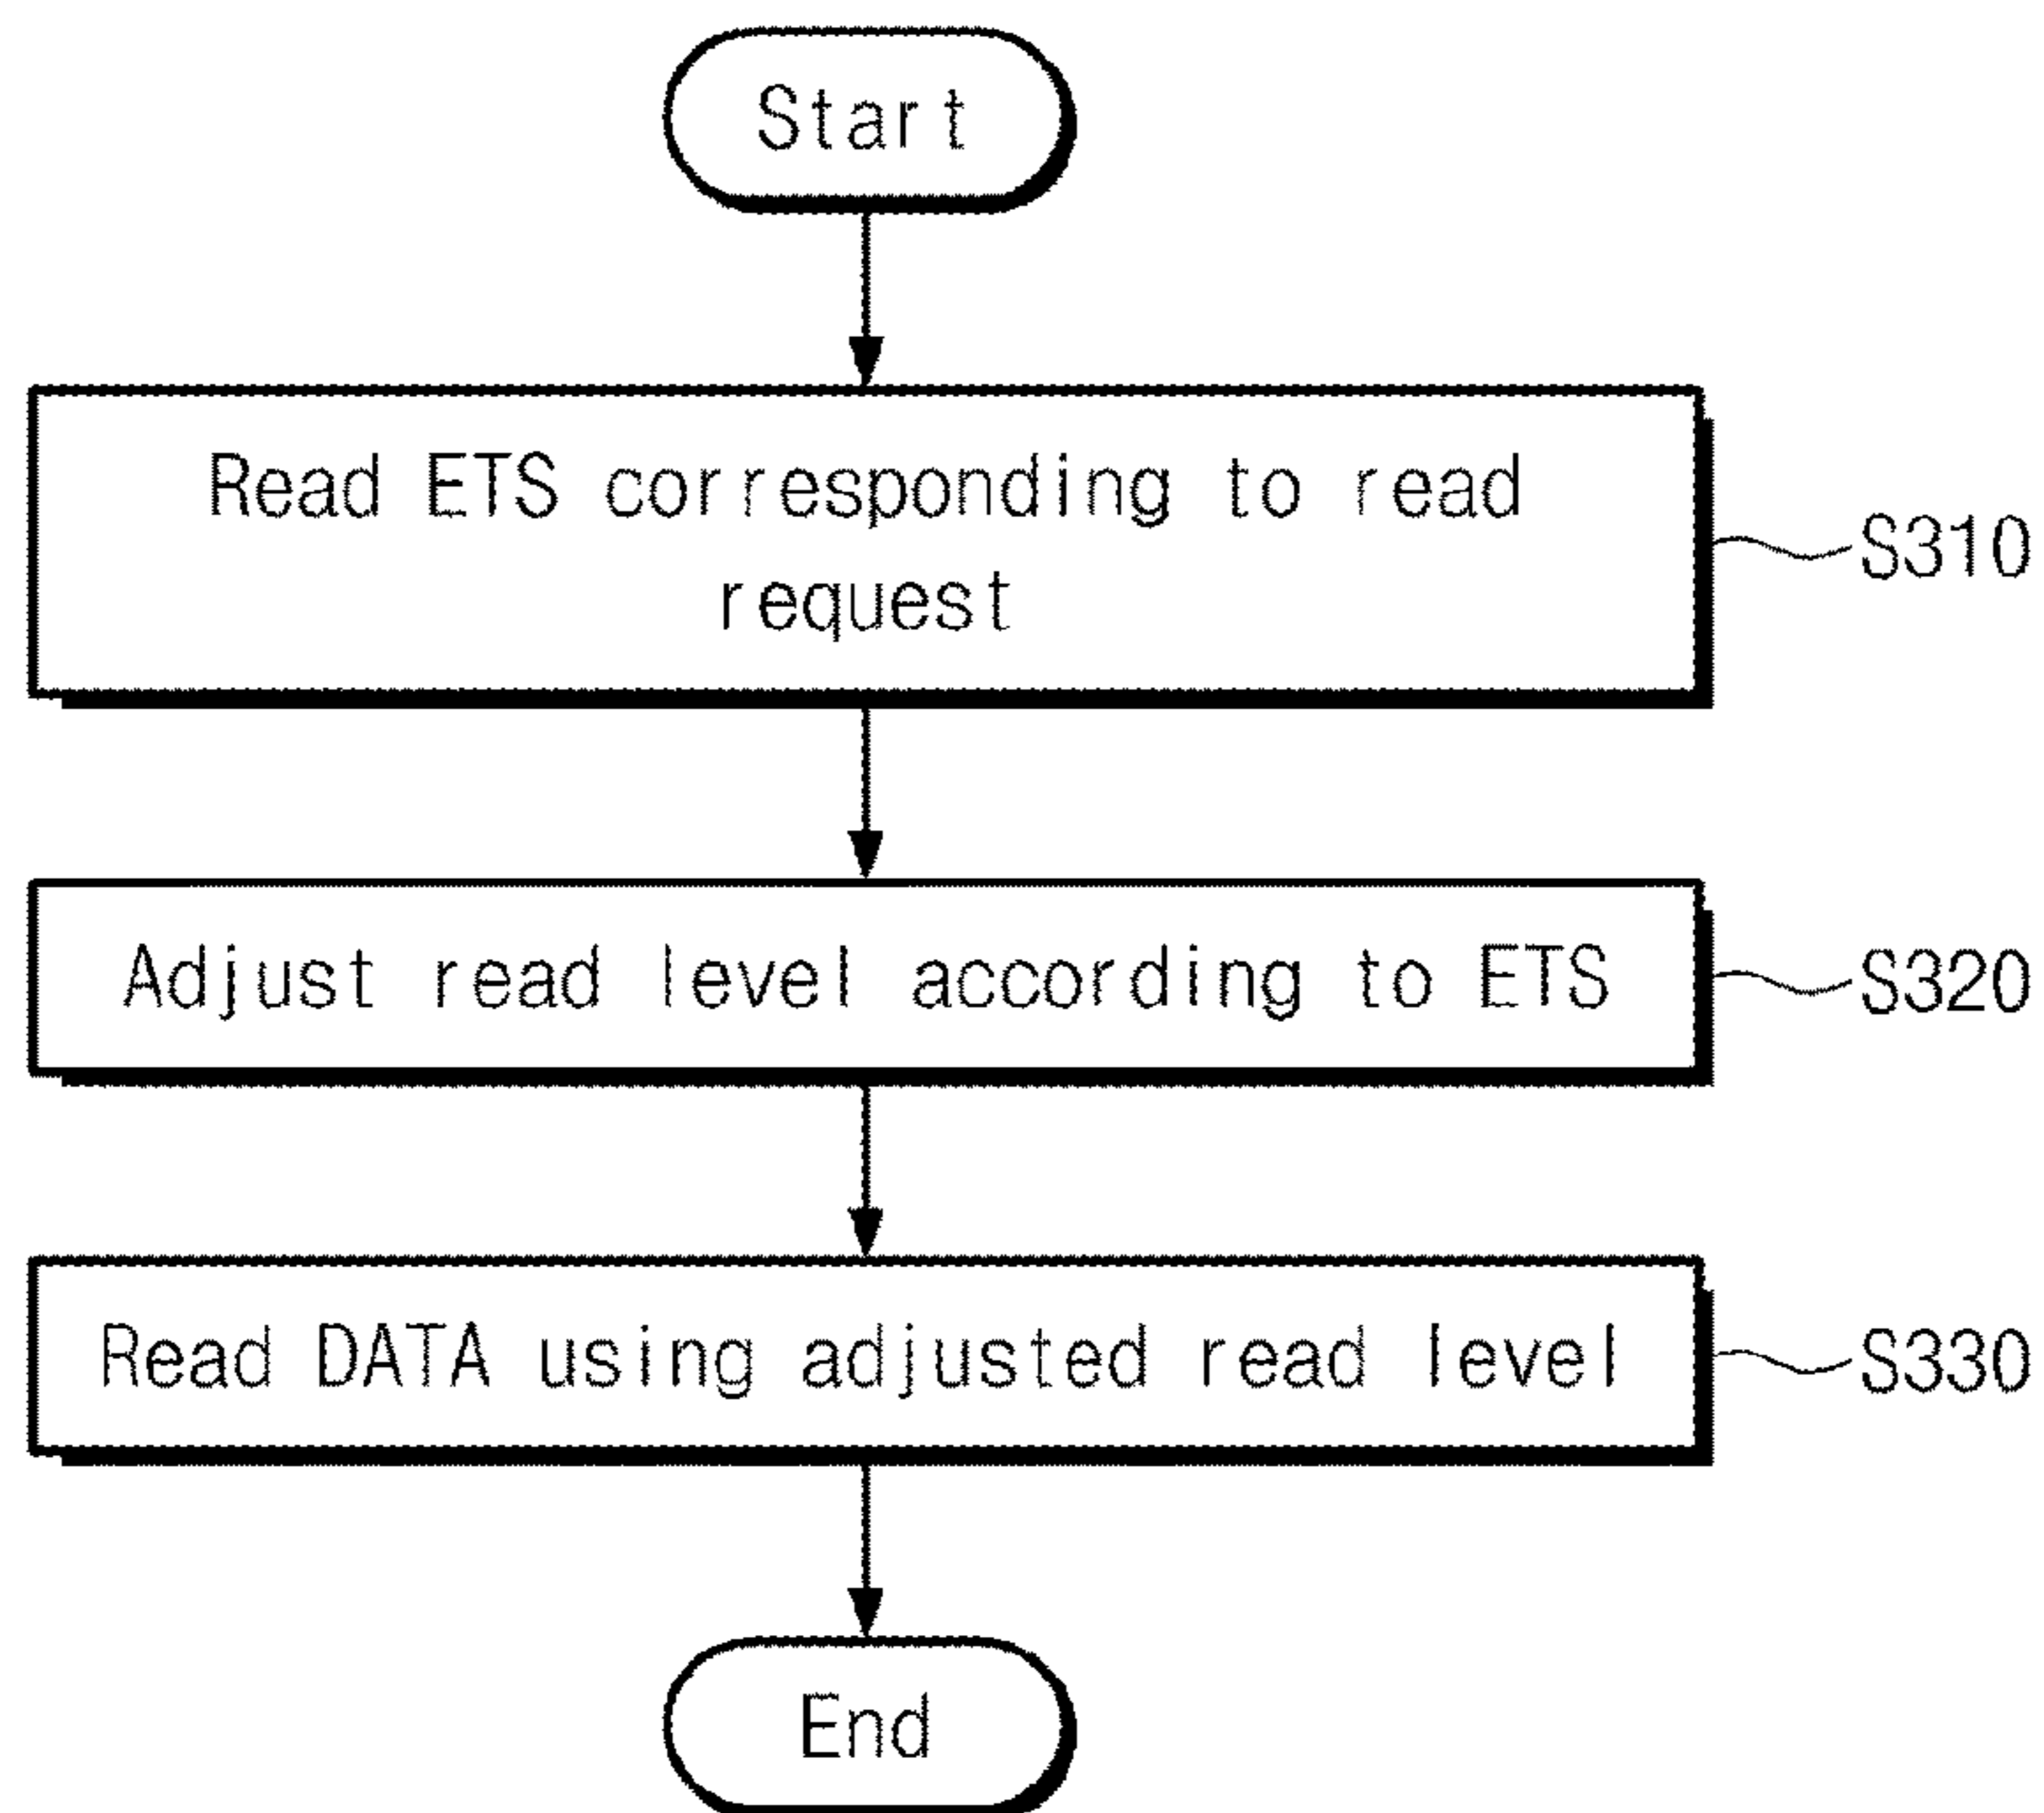 Start
Read ETS corresponding to read
request
S310
Adjust read level according to ETS
S320
Read DATA using adjusted read level
S330
End